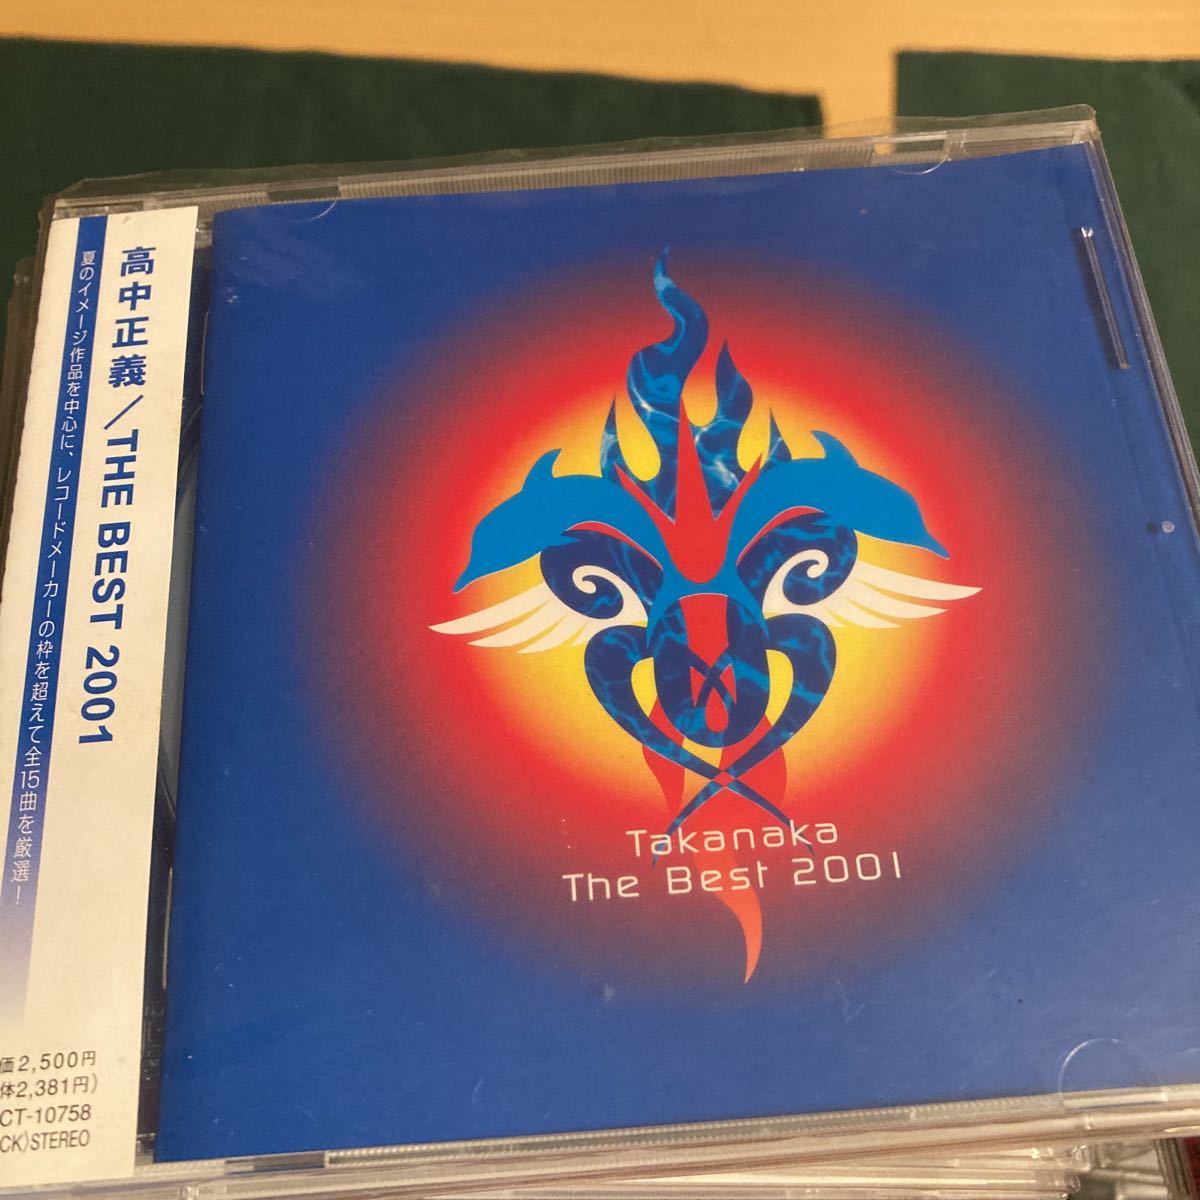 高中正義／THE BEST 2001
夏のイメージ作品を中心に、レコードメーカーの枠を超えて全15曲を厳選！
価2,500円
体2,381円)
CT-10758
CK)STEREO
Takanaka
The Best 2001